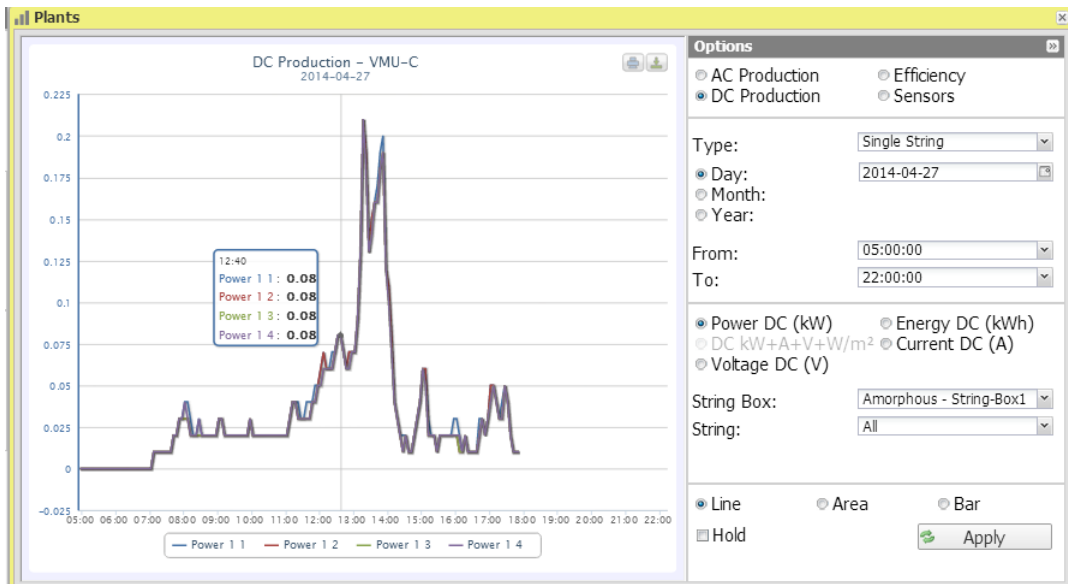 Plants
DC Production - VMU-C
2014-04-27
0.225
0.2
0.175
0.15
0.125
0.1
0.075
0.05
0.025
0
-0.025
12:40
Power 1 1: 0.08
Power 1 2: 0.08
Power 1 3: 0.08
Power 1 4: 0.08
05:00 06:00 07:00 08:00 09:00 10:00 11:00 12:00 13:00 14:00 15:00 16:00 17:00 18:00 19:00 20:00 21:00 22:00
Power 1 1 Power 1 2 Power 1 3 Power 1 4
Options
AC Production Efficiency
DC Production Sensors
Type: Single String
Day: 2014-04-27
Month:
Year:
From: 05:00:00
To: 22:00:00
Power DC (kW) Energy DC (kWh)
DC kW+A+V+W/m² Current DC (A)
Voltage DC (V)
String Box: Amorphous - String-Box1
String: All
Line Area Bar
Hold Apply